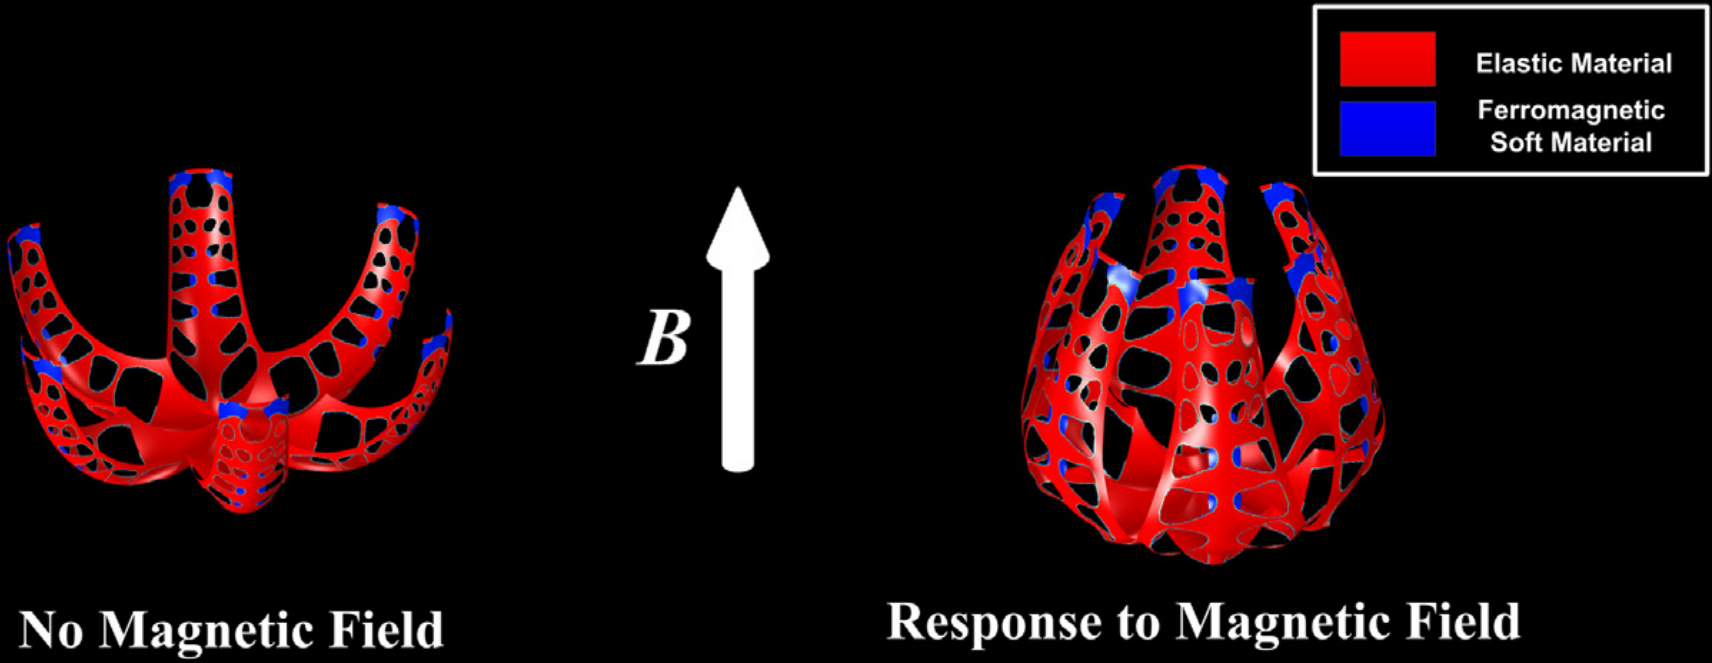 Elastic Material
Ferromagnetic
Soft Material
B
No Magnetic Field
Response to Magnetic Field